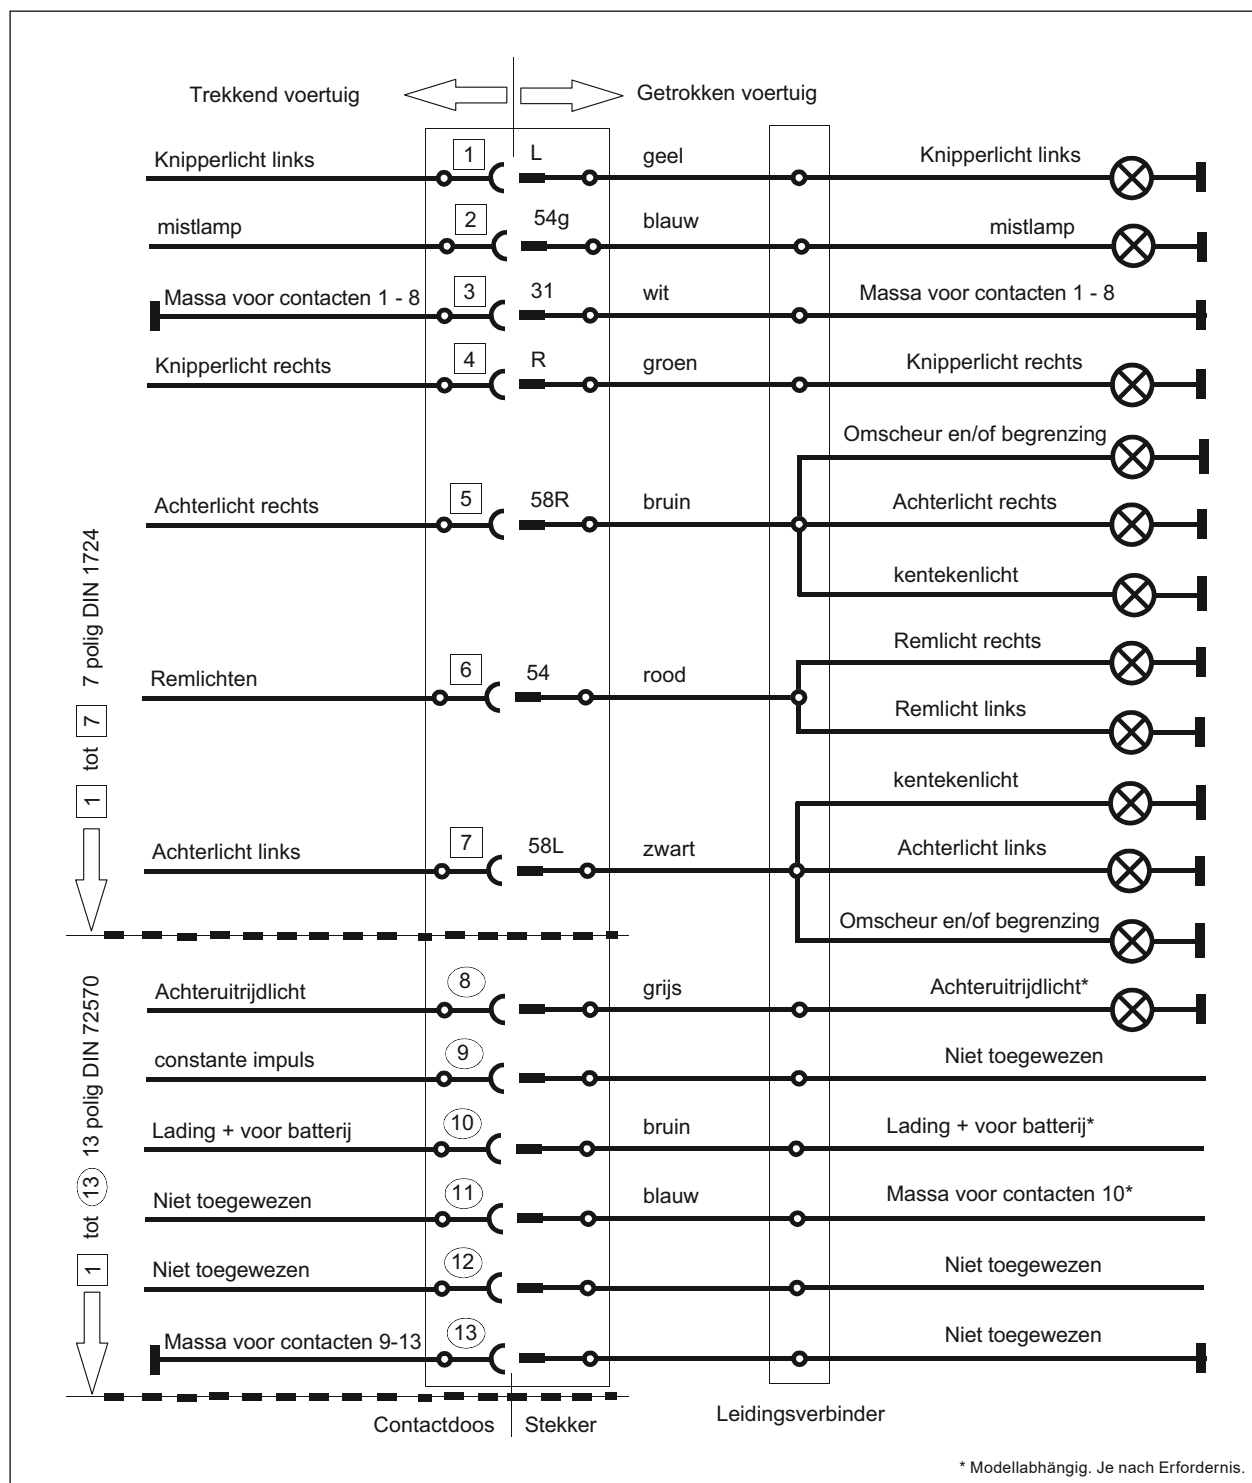 Trekkend voertuig Getrokken voertuig
Knipperlicht links 1 L geel Knipperlicht links
mistlamp 2 54g blauw mistlamp
Massa voor contacten 1 - 8 3 31 wit Massa voor contacten 1 - 8
Knipperlicht rechts 4 R groen Knipperlicht rechts
Omscheur en/of begrenzing
Achterlicht rechts 5 58R bruin Achterlicht rechts
kentekenlicht
Remlicht rechts
Remlichten 6 54 rood
Remlicht links
kentekenlicht
Achterlicht links 7 58L zwart Achterlicht links
Omscheur en/of begrenzing
1 tot 7 7 polig DIN 1724
Achteruitrijdlicht 8 grijs Achteruitrijdlicht*
constante impuls 9 Niet toegewezen
Lading + voor batterij 10 bruin Lading + voor batterij*
Niet toegewezen 11 blauw Massa voor contacten 10*
Niet toegewezen 12 Niet toegewezen
Massa voor contacten 9-13 13 Niet toegewezen
1 tot 13 13 polig DIN 72570
Contactdoos Stekker Leidingsverbinder
* Modellabhängig. Je nach Erfordernis.